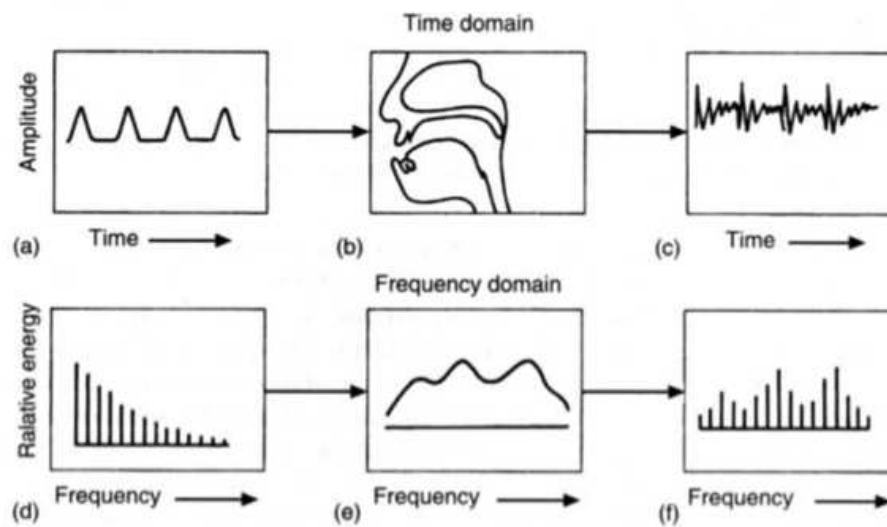 Time domain
Amplitude
(a) Time (b) (c) Time
Frequency domain
Ralative energy
(d) Frequency (e) Frequency (f) Frequency